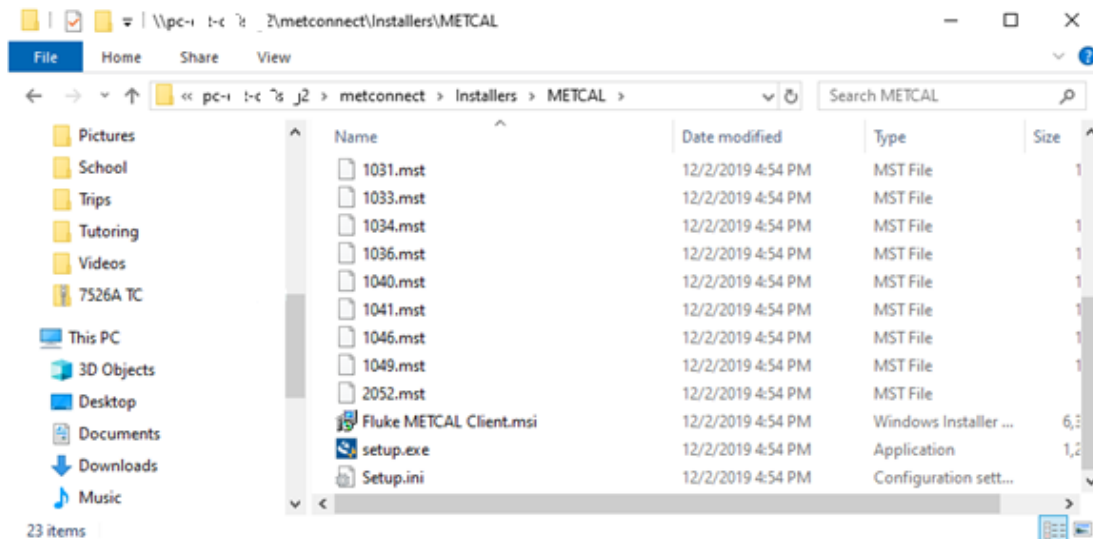 metconnect\Installers\METCAL
File Home Share View
« metconnect > Installers > METCAL > Search METCAL
Name Date modified Type Size
Pictures
School
Trips
Tutoring
Videos
7526A TC
This PC
3D Objects
Desktop
Documents
Downloads
Music
1031.mst 12/2/2019 4:54 PM MST File
1033.mst 12/2/2019 4:54 PM MST File
1034.mst 12/2/2019 4:54 PM MST File
1036.mst 12/2/2019 4:54 PM MST File
1040.mst 12/2/2019 4:54 PM MST File
1041.mst 12/2/2019 4:54 PM MST File
1046.mst 12/2/2019 4:54 PM MST File
1049.mst 12/2/2019 4:54 PM MST File
2052.mst 12/2/2019 4:54 PM MST File
Fluke METCAL Client.msi 12/2/2019 4:54 PM Windows Installer ...
setup.exe 12/2/2019 4:54 PM Application
Setup.ini 12/2/2019 4:54 PM Configuration sett...
23 items